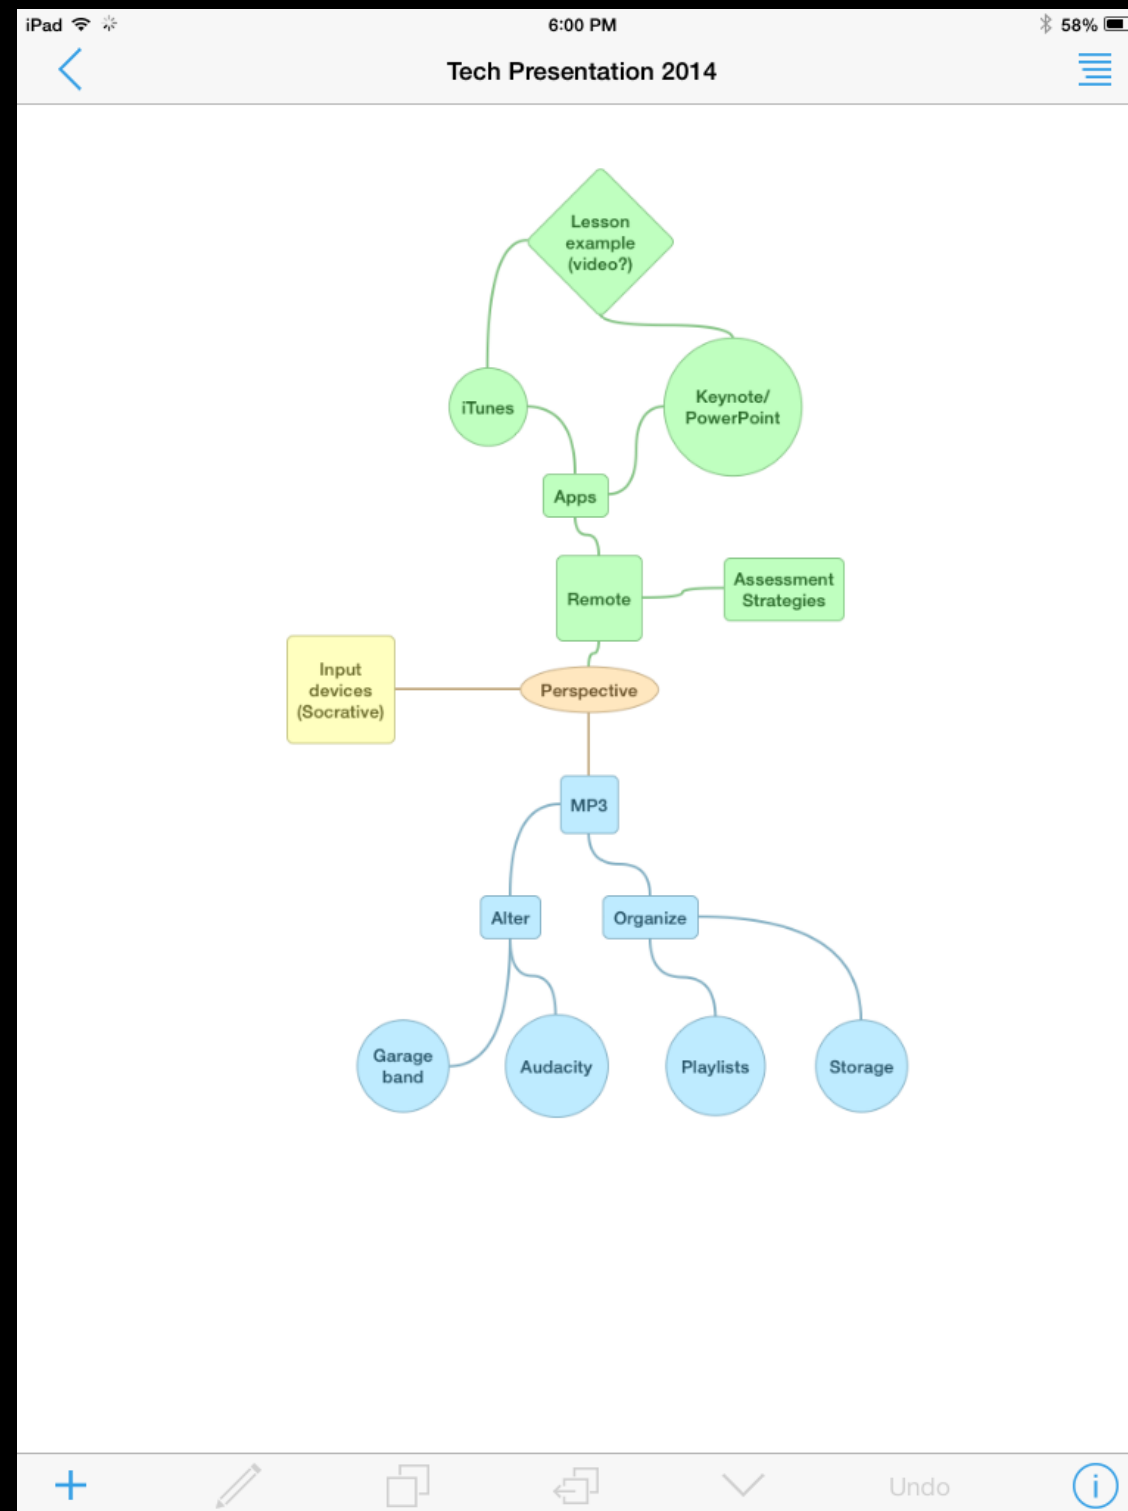 iPad 6:00 PM 58%
Tech Presentation 2014
Lesson
example
(video?)
iTunes
Keynote/
PowerPoint
Apps
Remote
Assessment
Strategies
Input
devices
(Socrative)
Perspective
MP3
Alter
Organize
Garage
band
Audacity
Playlists
Storage
Undo